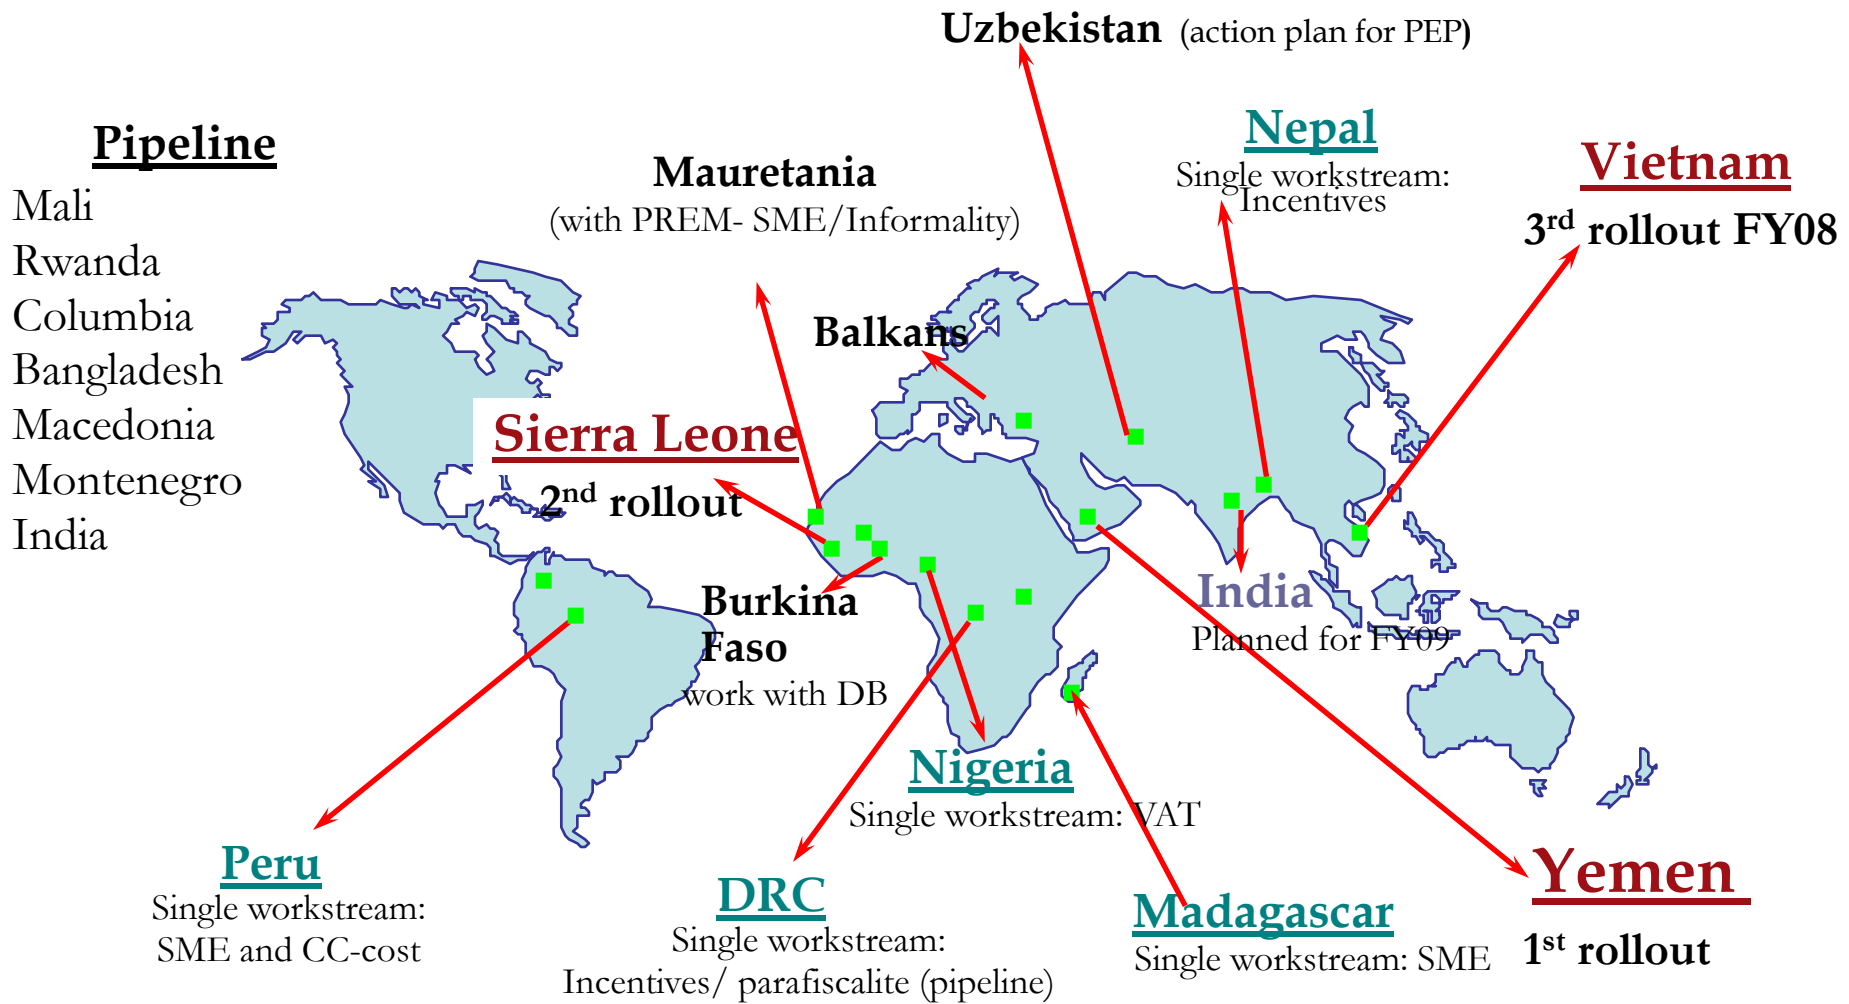 Uzbekistan (action plan for PEP)
Pipeline
Mali
Rwanda
Columbia
Bangladesh
Macedonia
Montenegro
India
Mauretania
(with PREM- SME/Informality)
Nepal
Single workstream:
Incentives
Vietnam
3rd rollout FY08
Balkans
Sierra Leone
2nd rollout
Burkina
Faso
work with DB
India
Planned for FY09
Nigeria
Single workstream: VAT
Peru
Single workstream:
SME and CC-cost
DRC
Single workstream:
Incentives/ parafiscalite (pipeline)
Madagascar
Single workstream: SME
Yemen
1st rollout